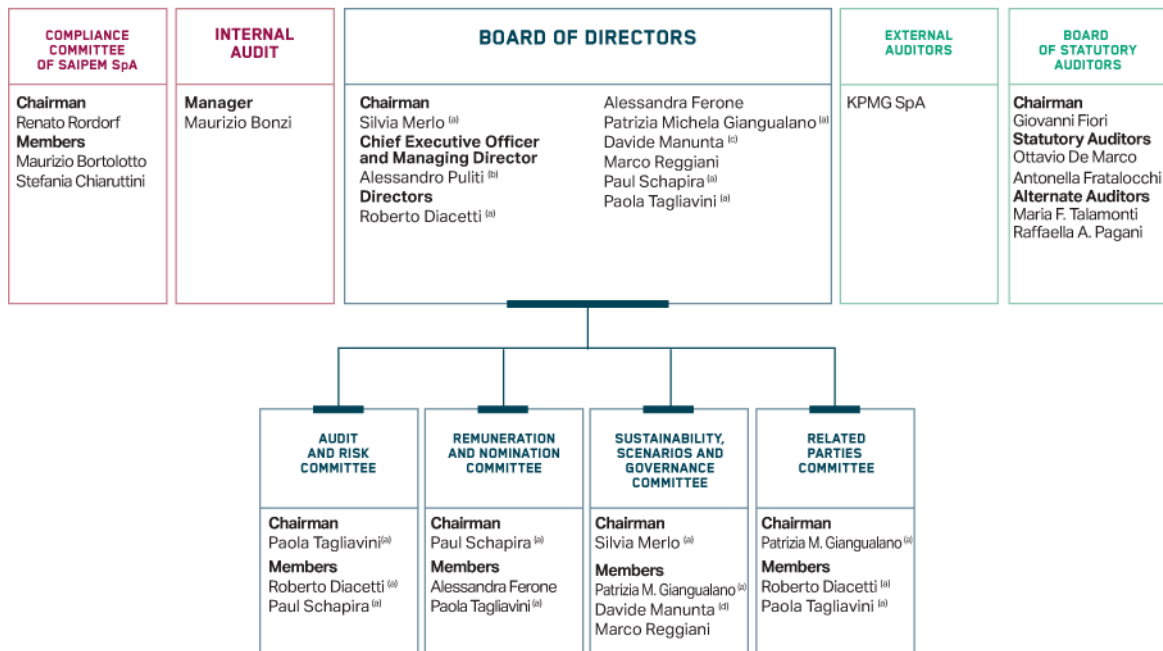 COMPLIANCE
COMMITTEE
OF SAIPEM SpA
Chairman
Renato Rordorf
Members
Maurizio Bortolotto
Stefania Chiaruttini
INTERNAL
AUDIT
Manager
Maurizio Bonzi
BOARD OF DIRECTORS
Chairman
Silvia Merlo (a)
Chief Executive Officer
and Managing Director
Alessandro Puliti (b)
Directors
Roberto Diacetti (a)
Alessandra Ferone
Patrizia Michela Giangualano (a)
Davide Manunta (c)
Marco Reggiani
Paul Schapira (a)
Paola Tagliavini (a)
EXTERNAL
AUDITORS
KPMG SpA
BOARD
OF STATUTORY
AUDITORS
Chairman
Giovanni Fiori
Statutory Auditors
Ottavio De Marco
Antonella Fratalocchi
Alternate Auditors
Maria F. Talamonti
Raffaella A. Pagani
AUDIT
AND RISK
COMMITTEE
Chairman
Paola Tagliavini(a)
Members
Roberto Diacetti (a)
Paul Schapira (a)
REMUNERATION
AND NOMINATION
COMMITTEE
Chairman
Paul Schapira (a)
Members
Alessandra Ferone
Paola Tagliavini (a)
SUSTAINABILITY,
SCENARIOS AND
GOVERNANCE
COMMITTEE
Chairman
Silvia Merlo (a)
Members
Patrizia M. Giangualano (a)
Davide Manunta (d)
Marco Reggiani
RELATED
PARTIES
COMMITTEE
Chairman
Patrizia M. Giangualano (a)
Members
Roberto Diacetti (a)
Paola Tagliavini (a)